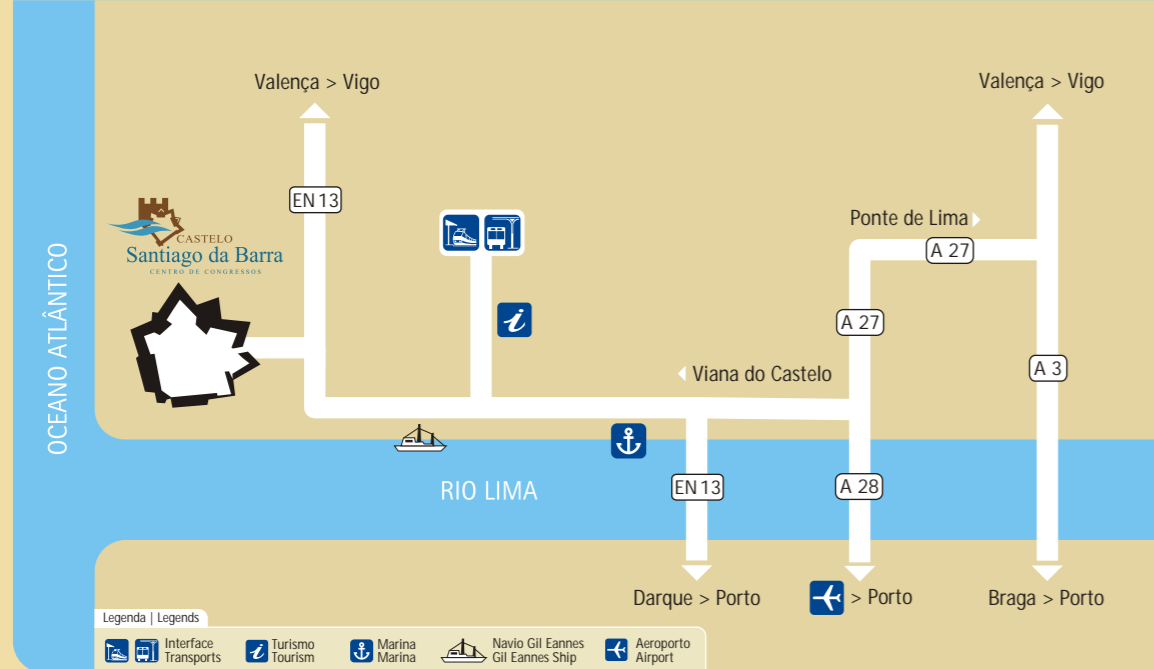 Valença > Vigo
Valença > Vigo
EN 13
CASTELO
Santiago da Barra
CENTRO DE CONGRESSOS
Ponte de Lima
A 27
OCEANO ATLÂNTICO
i
A 27
Viana do Castelo
A 3
RIO LIMA
EN 13
A 28
Darque > Porto
> Porto
Braga > Porto
Legenda | Legends
Interface
Transports
i
Turismo
Tourism
Marina
Marina
Navio Gil Eannes
Gil Eannes Ship
Aeroporto
Airport